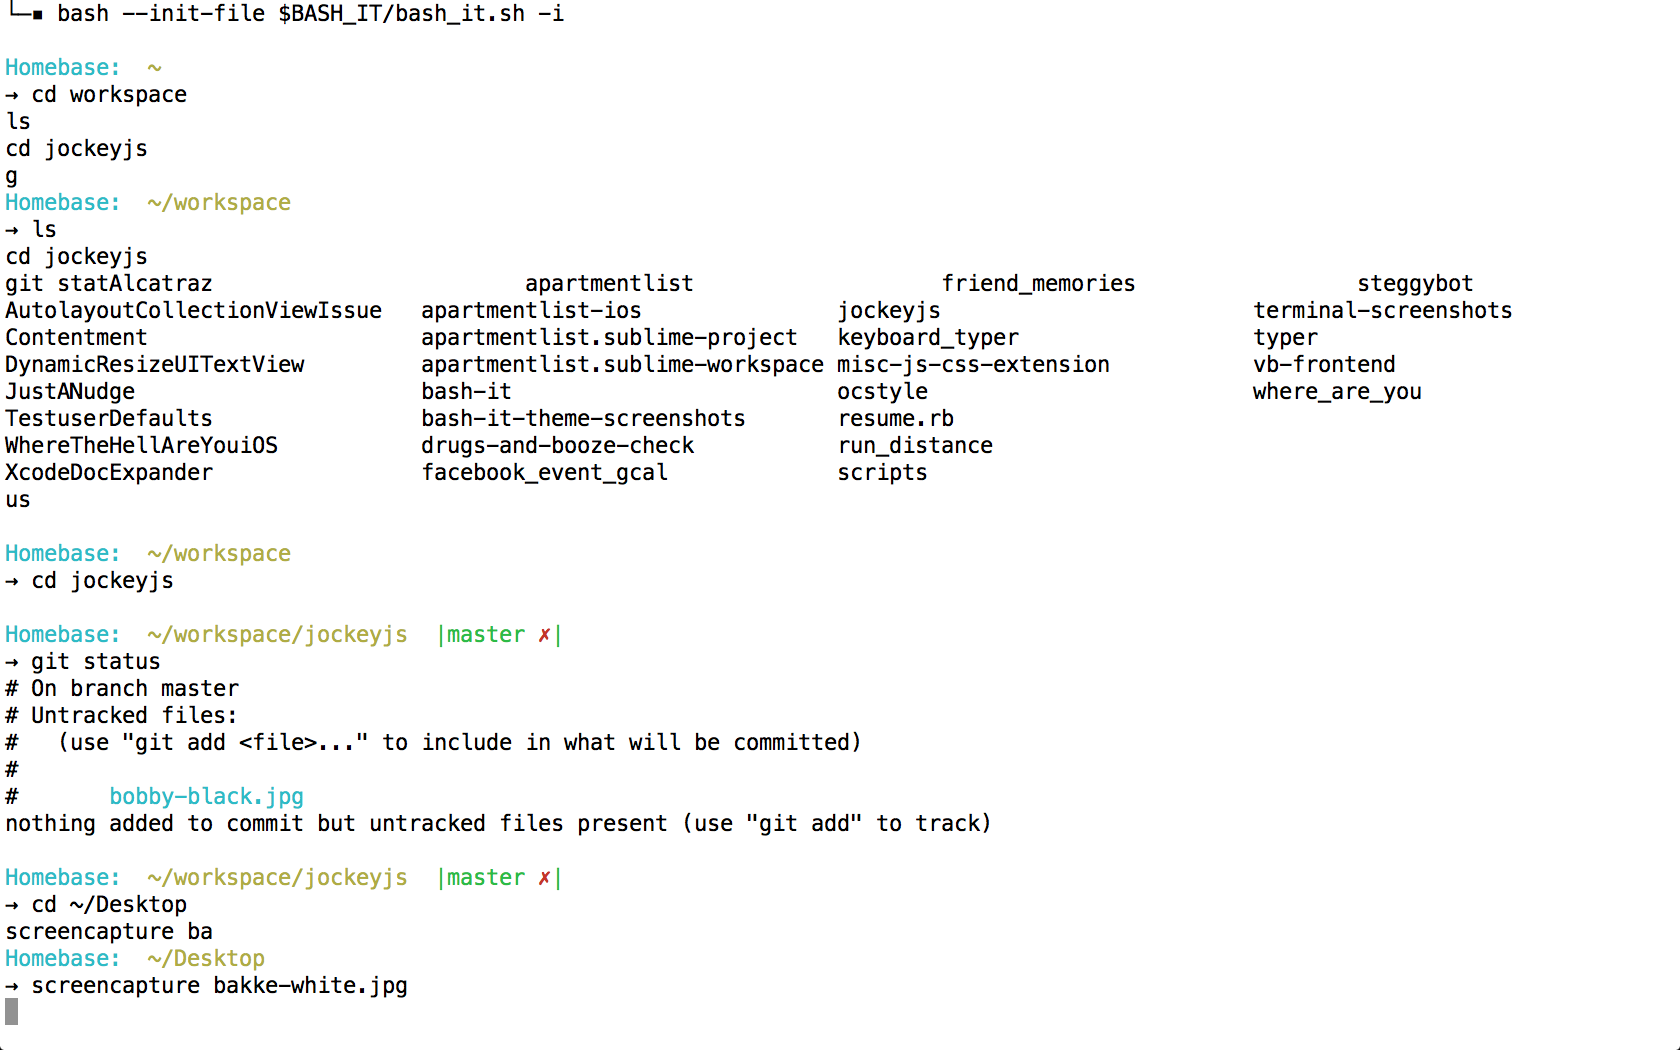 └─▪ bash --init-file $BASH_IT/bash_it.sh -i
Homebase:  ~
→ cd workspace
ls
cd jockeyjs
g
Homebase:  ~/workspace
→ ls
cd jockeyjs
git statAlcatraz                        apartmentlist                   friend_memories                 steggybot
AutolayoutCollectionViewIssue   apartmentlist-ios               jockeyjs                        terminal-screenshots
Contentment                     apartmentlist.sublime-project   keyboard_typer                  typer
DynamicResizeUITextView         apartmentlist.sublime-workspace misc-js-css-extension           vb-frontend
JustANudge                      bash-it                         ocstyle                         where_are_you
TestuserDefaults                bash-it-theme-screenshots       resume.rb
WhereTheHellAreYouiOS           drugs-and-booze-check           run_distance
XcodeDocExpander                facebook_event_gcal             scripts
us
Homebase:  ~/workspace
→ cd jockeyjs
Homebase:  ~/workspace/jockeyjs  |master ✗|
→ git status
# On branch master
# Untracked files:
#   (use "git add <file>..." to include in what will be committed)
#
#       bobby-black.jpg
nothing added to commit but untracked files present (use "git add" to track)
Homebase:  ~/workspace/jockeyjs  |master ✗|
→ cd ~/Desktop
screencapture ba
Homebase:  ~/Desktop
→ screencapture bakke-white.jpg